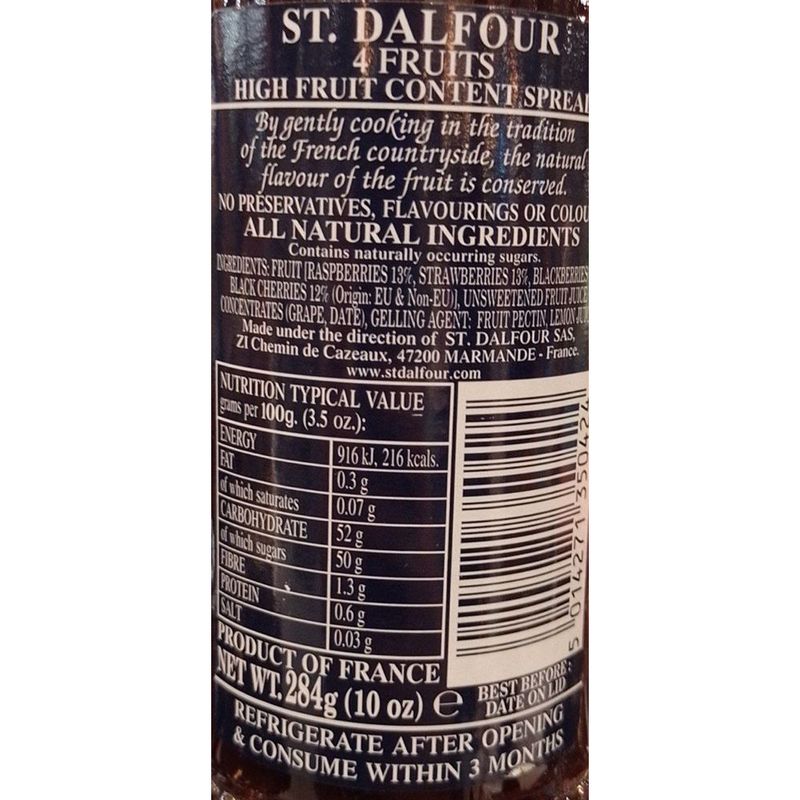 ST. DALFOUR
4 FRUITS
HIGH FRUIT CONTENT SPREA
By gently cooking in the tradition
of the French countryside, the natural
flavour of the fruit is conserved.
NO PRESERVATIVES, FLAVOURINGS OR COLOU
ALL NATURAL INGREDIENTS
Contains naturally occurring sugars.
INGREDIENTS: FRUIT [RASPBERRIES 13%, STRAWBERRIES 13%, BLACKBERRIES
BLACK CHERRIES 12% (Origin: EU & Non-EU)], UNSWEETENED FRUIT JUICE
CONCENTRATES (GRAPE, DATE), GELLING AGENT: FRUIT PECTIN, LEMON JUI
Made under the direction of ST. DALFOUR SAS,
ZI Chemin de Cazeaux, 47200 MARMANDE - France.
www.stdalfour.com
NUTRITION TYPICAL VALUE
grams per 100g. (3.5 oz.):
ENERGY 916 kJ, 216 kcals.
FAT 0.3 g
of which saturates 0.07 g
CARBOHYDRATE 52 g
of which sugars 50 g
FIBRE 1.3 g
PROTEIN 0.6 g
SALT 0.03 g
5 014271 350424
PRODUCT OF FRANCE
NET WT. 284g (10 oz) e
BEST BEFORE:
DATE ON LID
REFRIGERATE AFTER OPENING
& CONSUME WITHIN 3 MONTHS